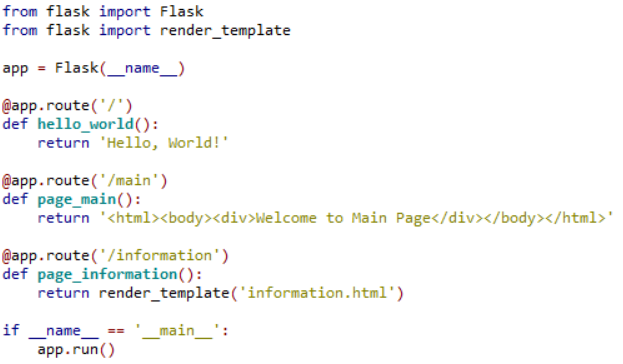 from flask import Flask
from flask import render_template

app = Flask(__name__)

@app.route('/')
def hello_world():
    return 'Hello, World!'

@app.route('/main')
def page_main():
    return '<html><body><div>Welcome to Main Page</div></body></html>'

@app.route('/information')
def page_information():
    return render_template('information.html')

if __name__ == '__main__':
    app.run()